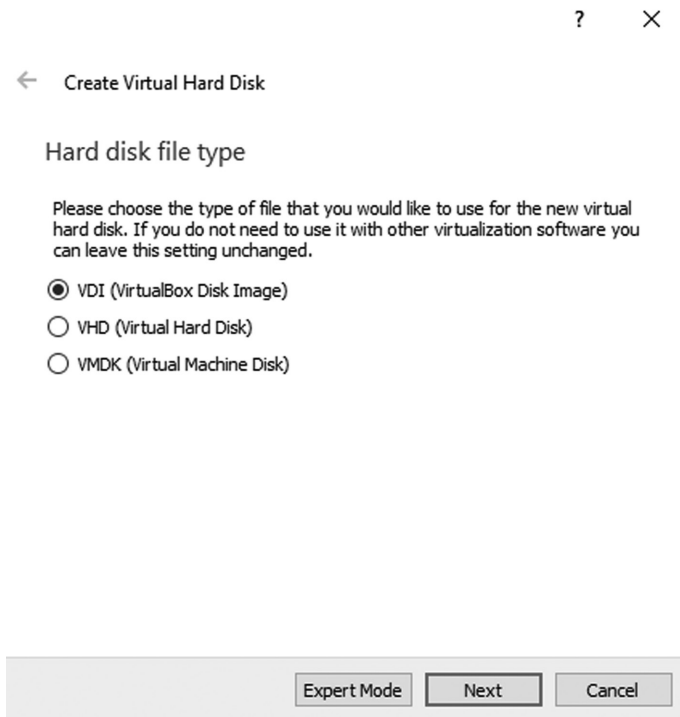 ?
Create Virtual Hard Disk
Hard disk file type
Please choose the type of file that you would like to use for the new virtual
hard disk. If you do not need to use it with other virtualization software you
can leave this setting unchanged.
VDI (VirtualBox Disk Image)
VHD (Virtual Hard Disk)
VMDK (Virtual Machine Disk)
Expert Mode Next Cancel